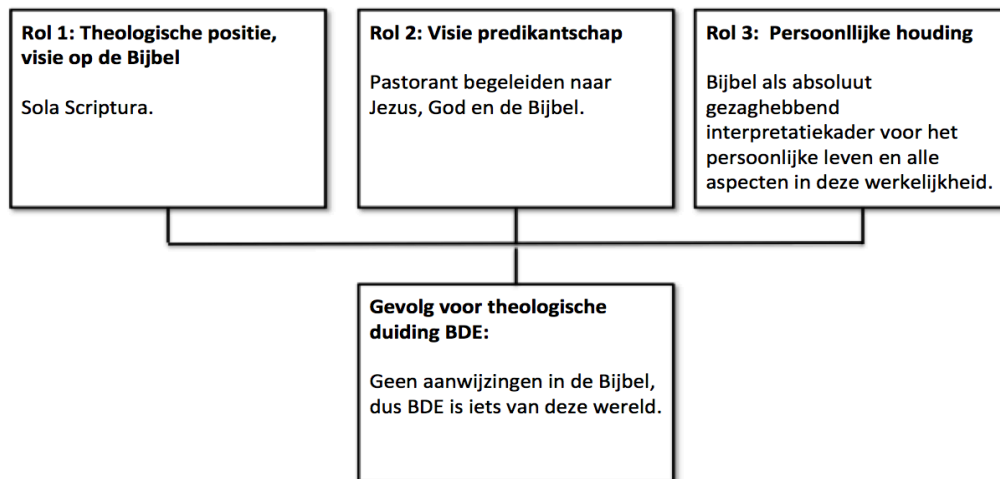 Rol 1: Theologische positie,
visie op de Bijbel
Sola Scriptura.
Rol 2: Visie predikantschap
Pastorant begeleiden naar
Jezus, God en de Bijbel.
Rol 3:  Persoonllijke houding
Bijbel als absoluut
gezaghebbend
interpretatiekader voor het
persoonlijke leven en alle
aspecten in deze werkelijkheid.
Gevolg voor theologische
duiding BDE:
Geen aanwijzingen in de Bijbel,
dus BDE is iets van deze wereld.